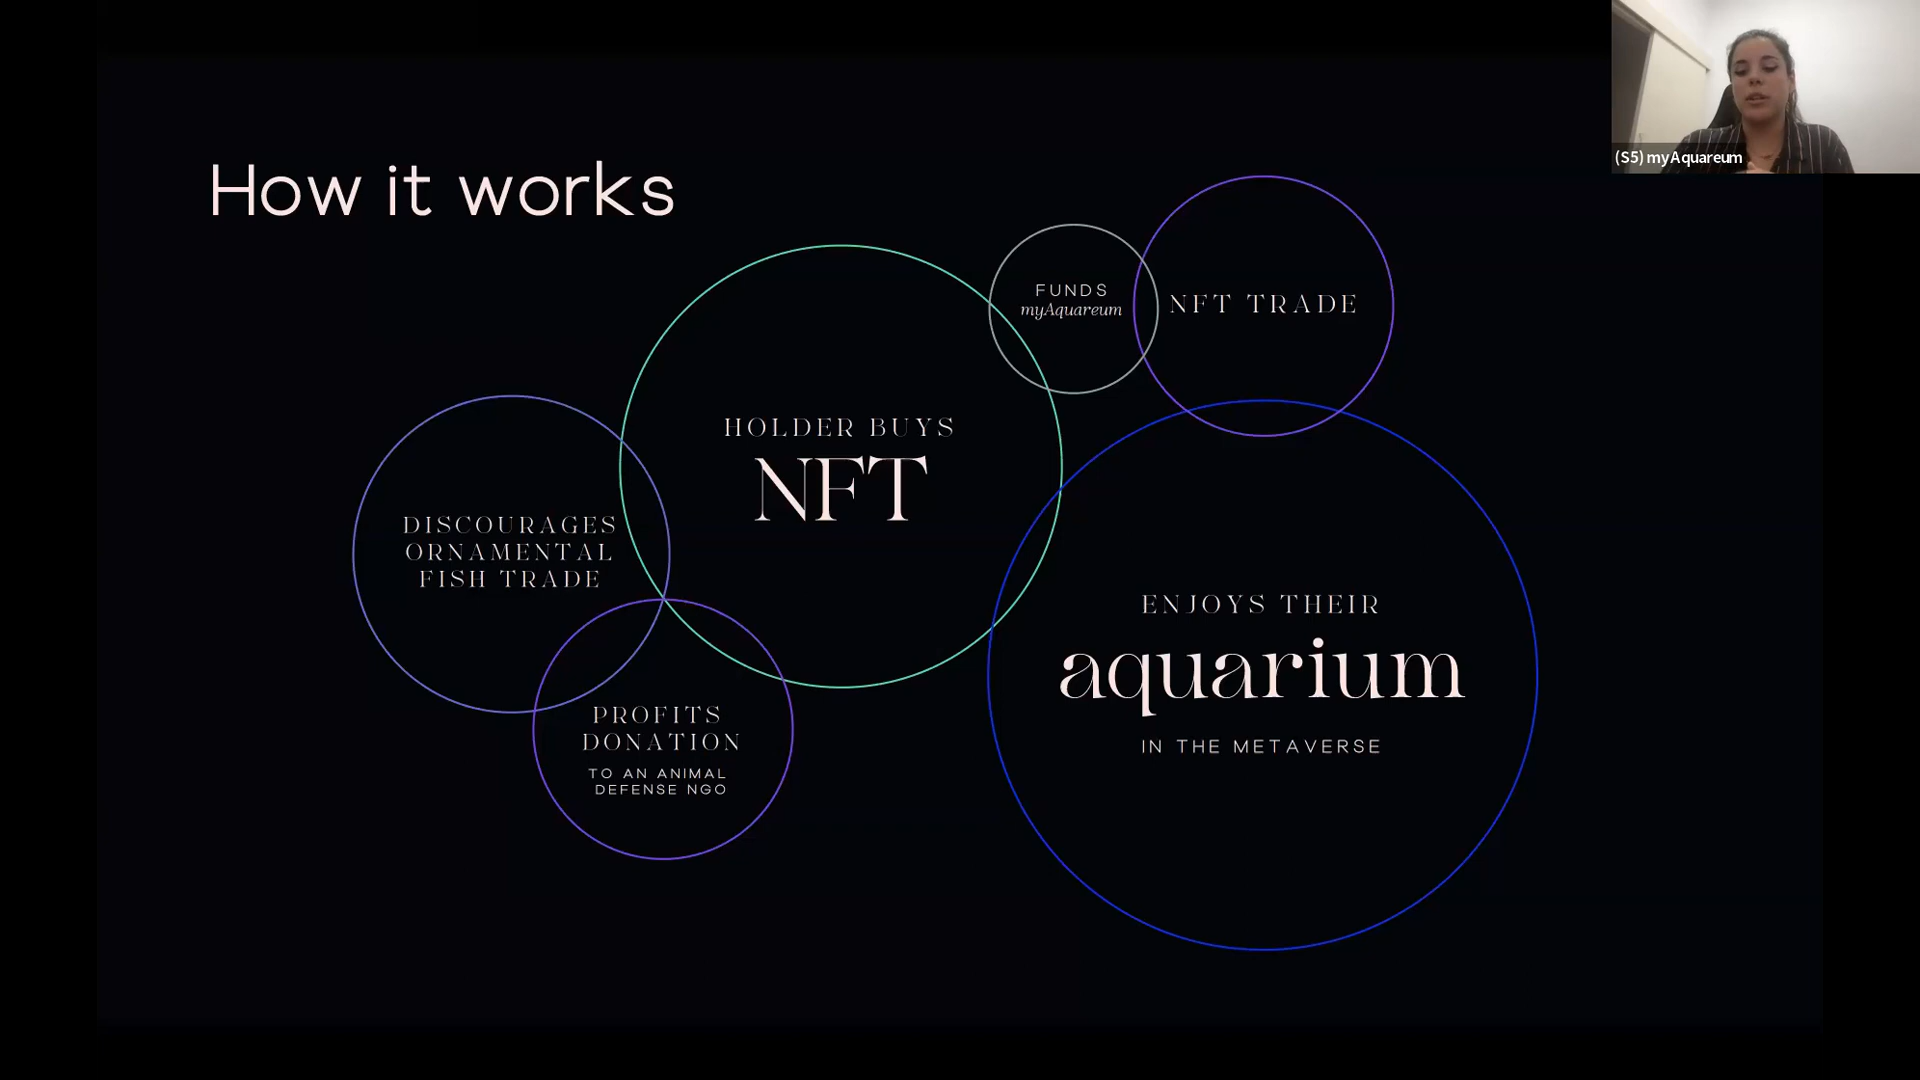 How it works
(S5) myAquareum
FUNDS
myAquareum
NFT TRADE
HOLDER BUYS
NFT
DISCOURAGES
ORNAMENTAL
FISH TRADE
ENJOYS THEIR
aquarium
IN THE METAVERSE
PROFITS
DONATION
TO AN ANIMAL
DEFENSE NGO